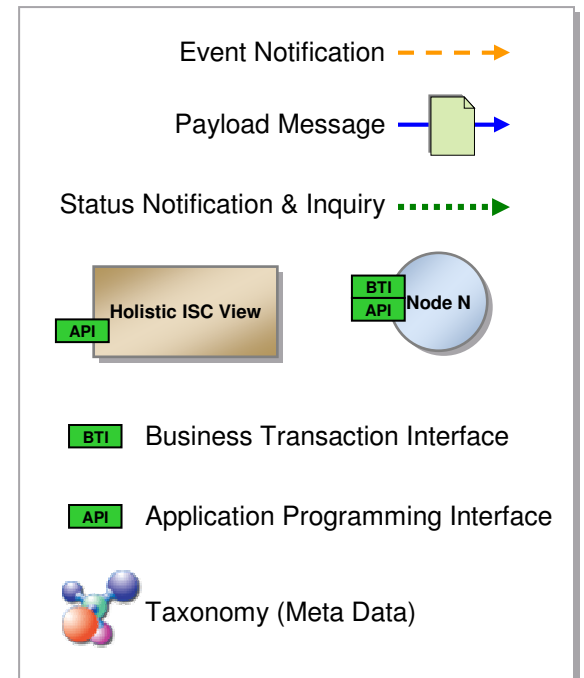 Event Notification
Payload Message
Status Notification & Inquiry
Holistic ISC View
API
BTI
API
Node N
BTI Business Transaction Interface
API Application Programming Interface
Taxonomy (Meta Data)